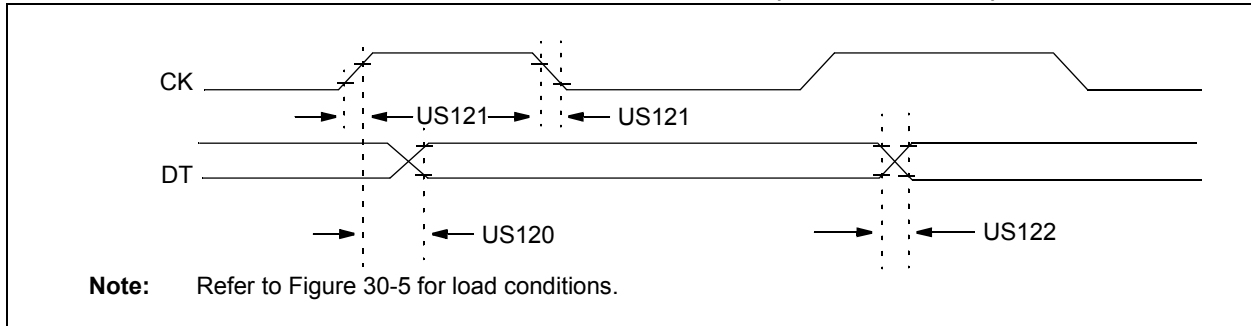 CK
US121 US121
DT
US120 US122
Note: Refer to Figure 30-5 for load conditions.